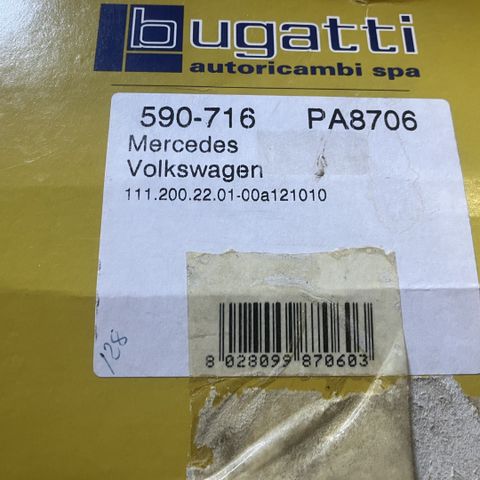 bugatti
autoricambi spa
590-716 PA8706
Mercedes
Volkswagen
111.200.22.01-00a121010
128
8 028099 870603